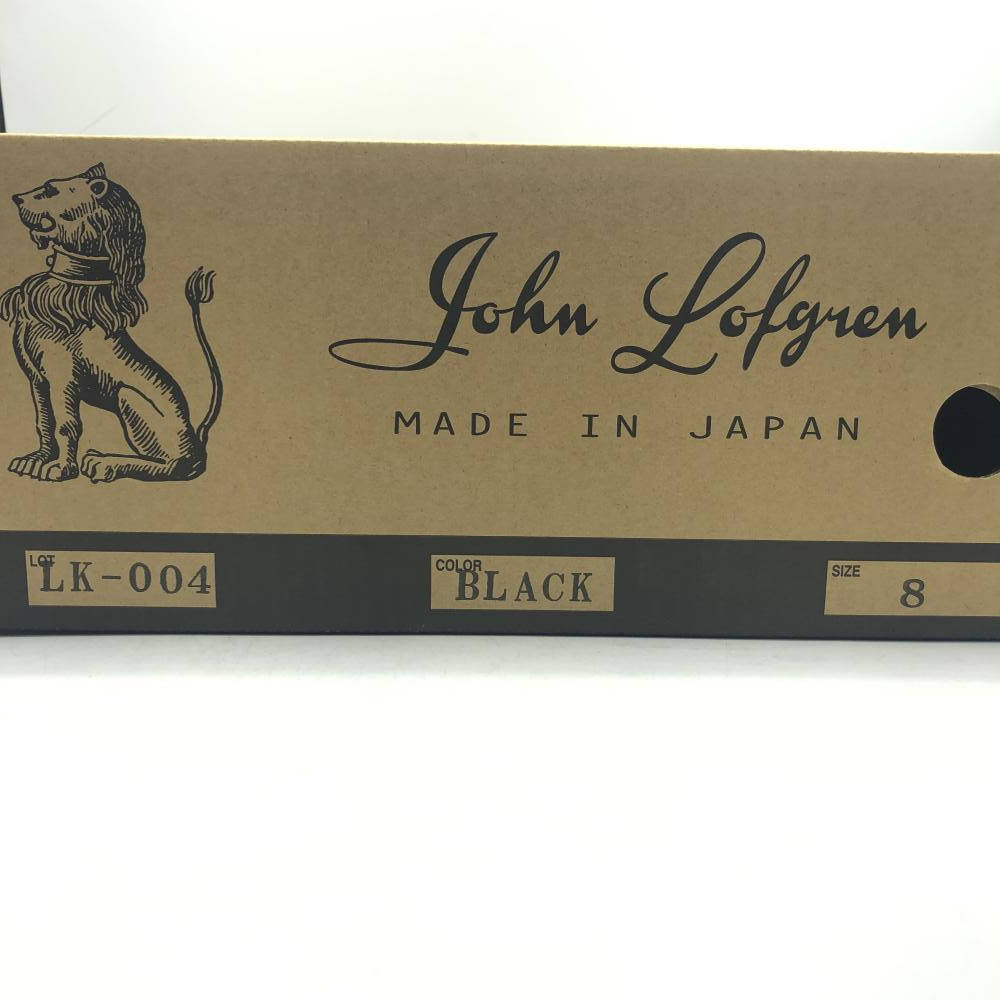 John Lofgren
MADE IN JAPAN
LOT LK-004
COLOR BLACK
SIZE 8